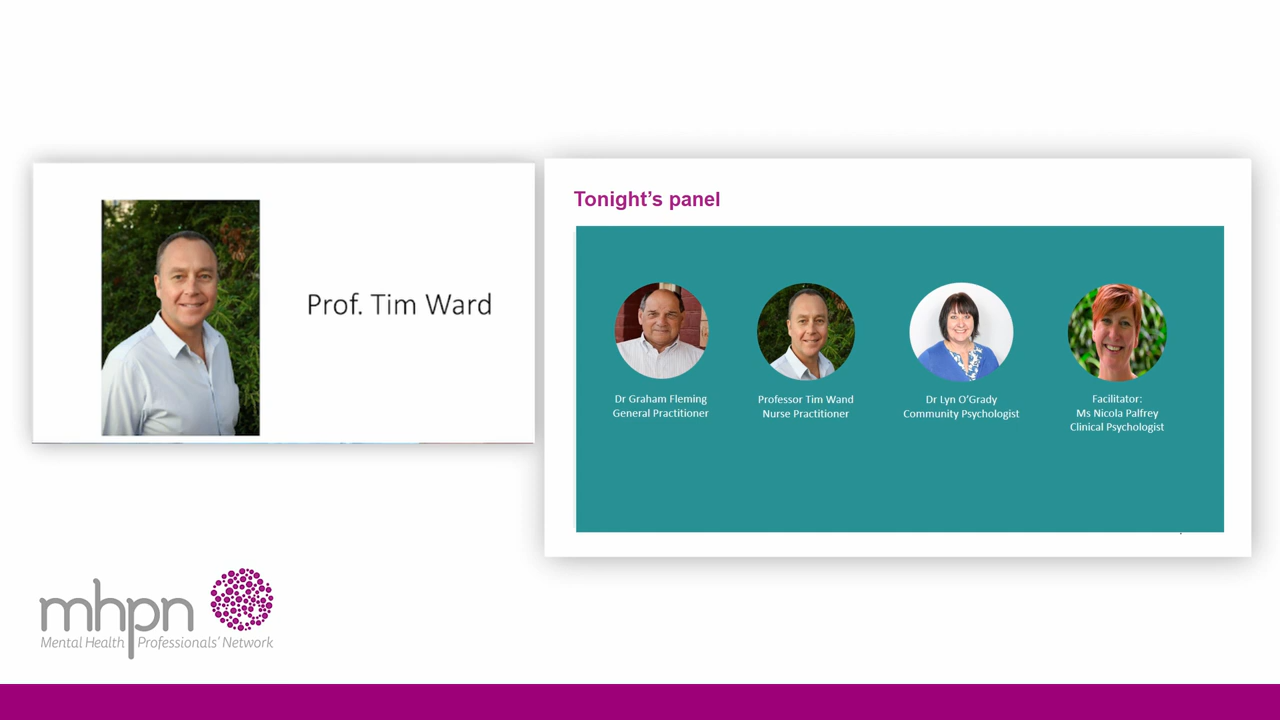 Prof. Tim Ward
Tonight's panel
Dr Graham Fleming
General Practitioner
Professor Tim Wand
Nurse Practitioner
Dr Lyn O'Grady
Community Psychologist
Facilitator:
Ms Nicola Palfrey
Clinical Psychologist
mhpn
Mental Health Professionals' Network